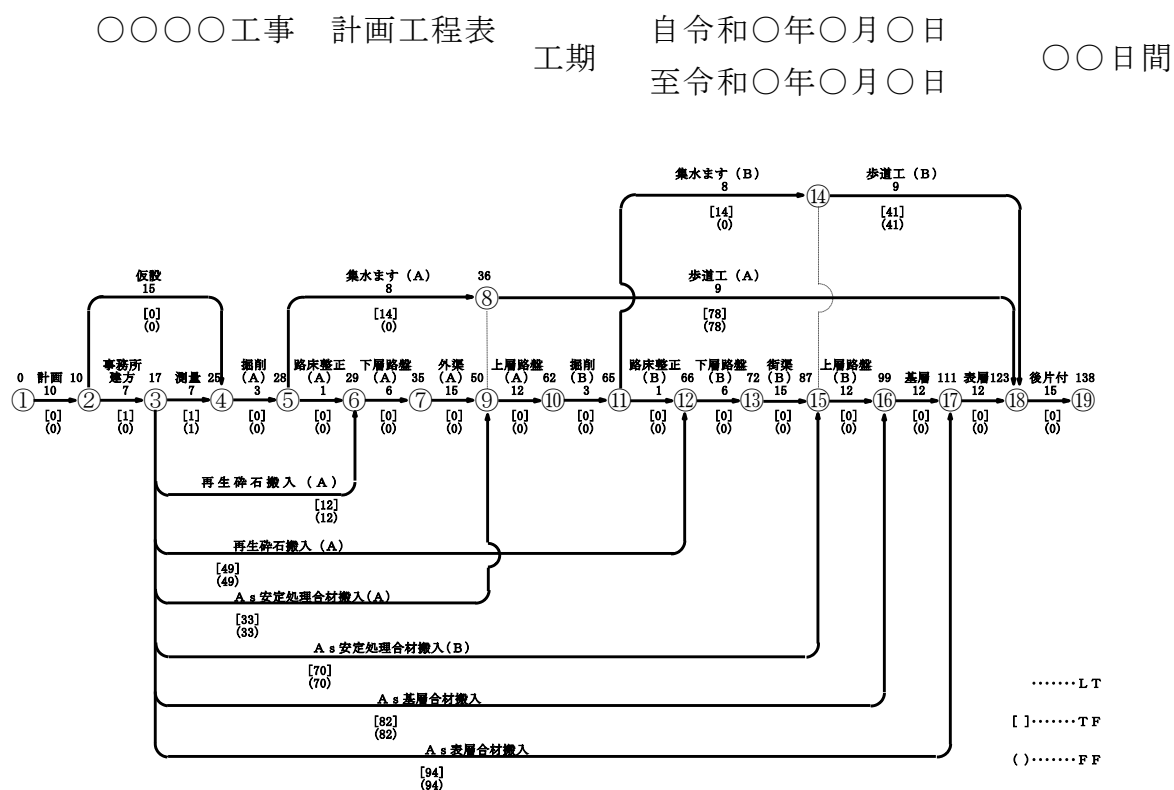 〇〇〇〇工事 計画工程表
工期
自令和〇年〇月〇日
至令和〇年〇月〇日
〇〇日間
集水ます（B）
8
[14]
(0)
⑭
歩道工（B）
9
[41]
(41)
仮設
15
[0]
(0)
集水ます（A）
8
[14]
(0)
36
⑧
歩道工（A）
9
[78]
(78)
0
①
計画
10
[0]
(0)
10
②
事務所
建方
7
[1]
(0)
17
③
測量
7
[1]
(1)
25
④
掘削
(A)
3
[0]
(0)
28
⑤
路床整正
(A)
1
[0]
(0)
29
⑥
下層路盤
(A)
6
[0]
(0)
35
⑦
外渠
(A)
15
[0]
(0)
50
⑨
上層路盤
(A)
12
[0]
(0)
62
⑩
掘削
(B)
3
[0]
(0)
65
⑪
路床整正
(B)
1
[0]
(0)
66
⑫
下層路盤
(B)
6
[0]
(0)
72
⑬
街渠
(B)
15
[0]
(0)
87
⑮
上層路盤
(B)
12
[0]
(0)
99
⑯
基層
12
[0]
(0)
111
⑰
表層
12
[0]
(0)
123
⑱
後片付
15
[0]
(0)
138
⑲
再生砕石搬入（A）
[12]
(12)
再生砕石搬入（A）
[49]
(49)
As安定処理合材搬入(A)
[33]
(33)
As安定処理合材搬入(B)
[70]
(70)
As基層合材搬入
[82]
(82)
As表層合材搬入
[94]
(94)
‥‥‥‥LT
[ ]‥‥‥‥TF
( )‥‥‥‥FF